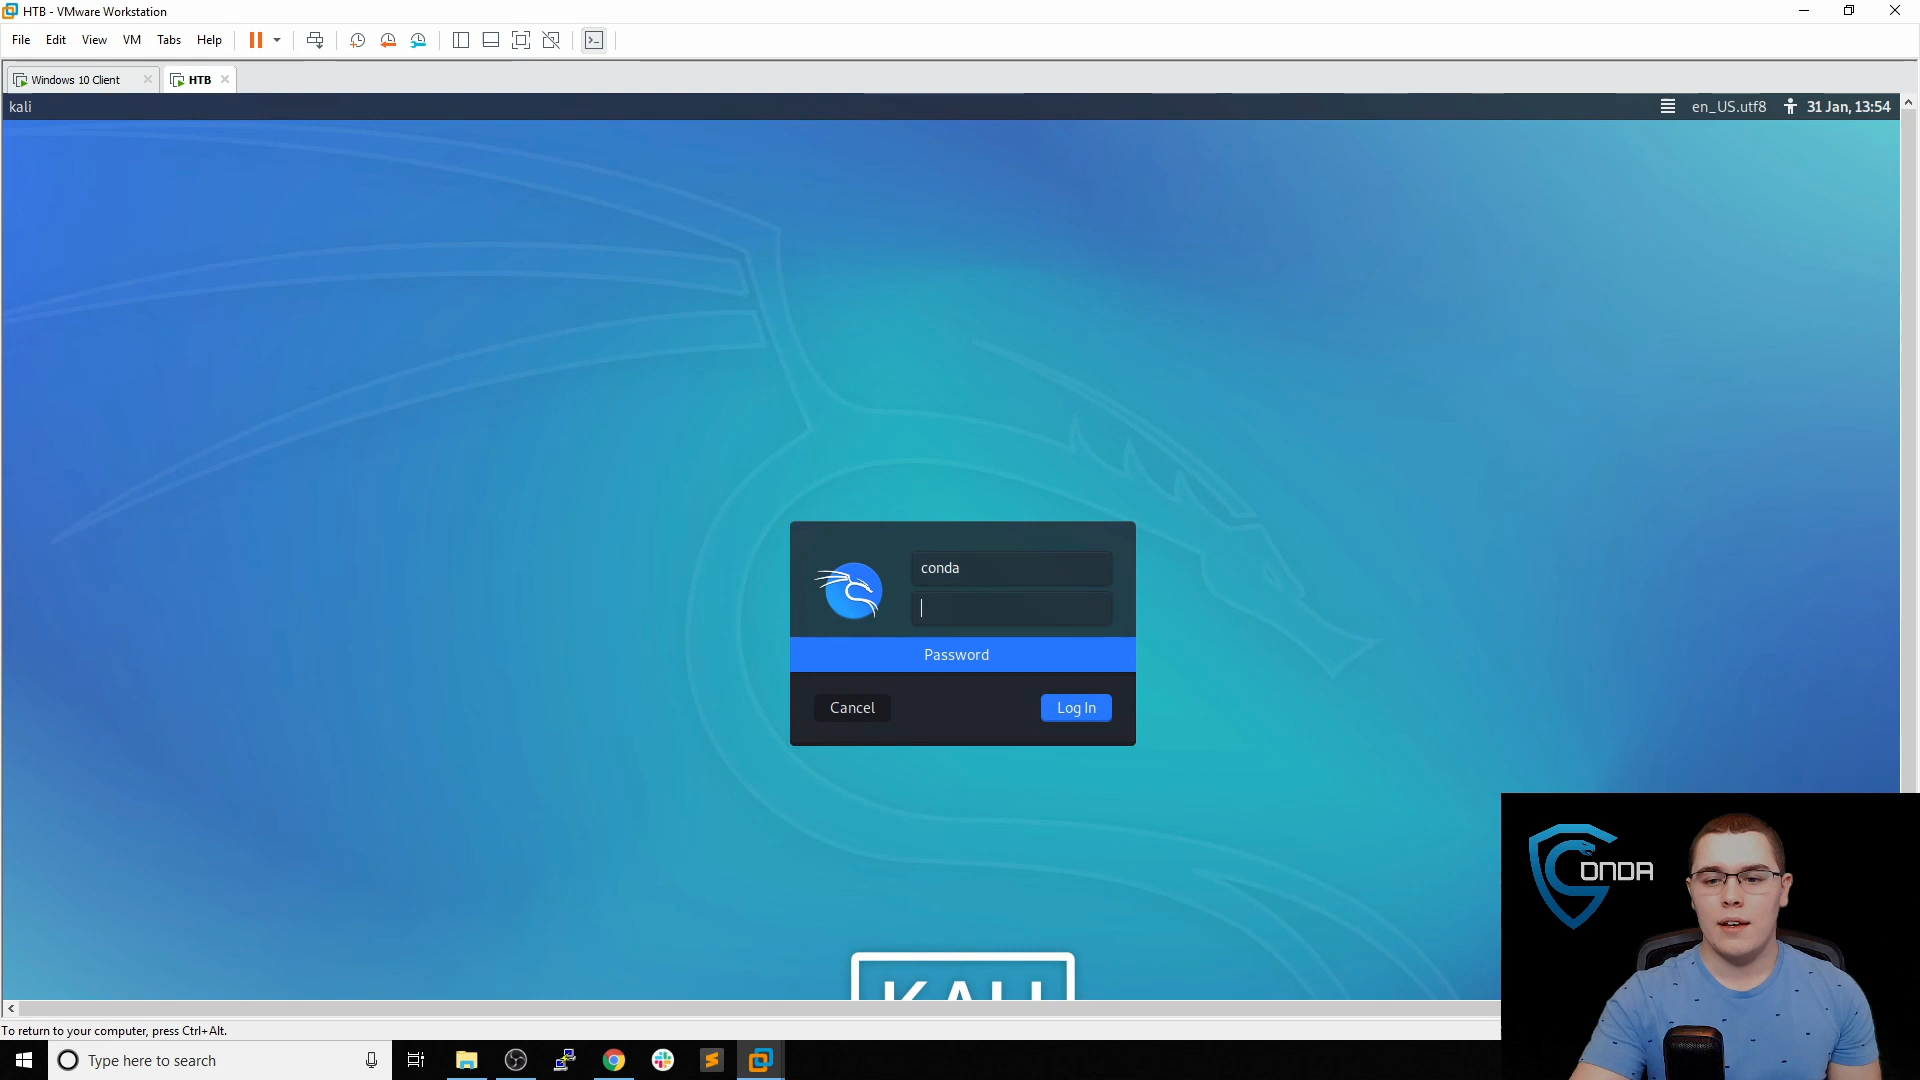 HTB - VMware Workstation
File Edit View VM Tabs Help
Windows 10 Client HTB
kali en_US.utf8 31 Jan, 13:54
conda
Password
Cancel Log In
KALI
ONDA
To return to your computer, press Ctrl+Alt.
Type here to search